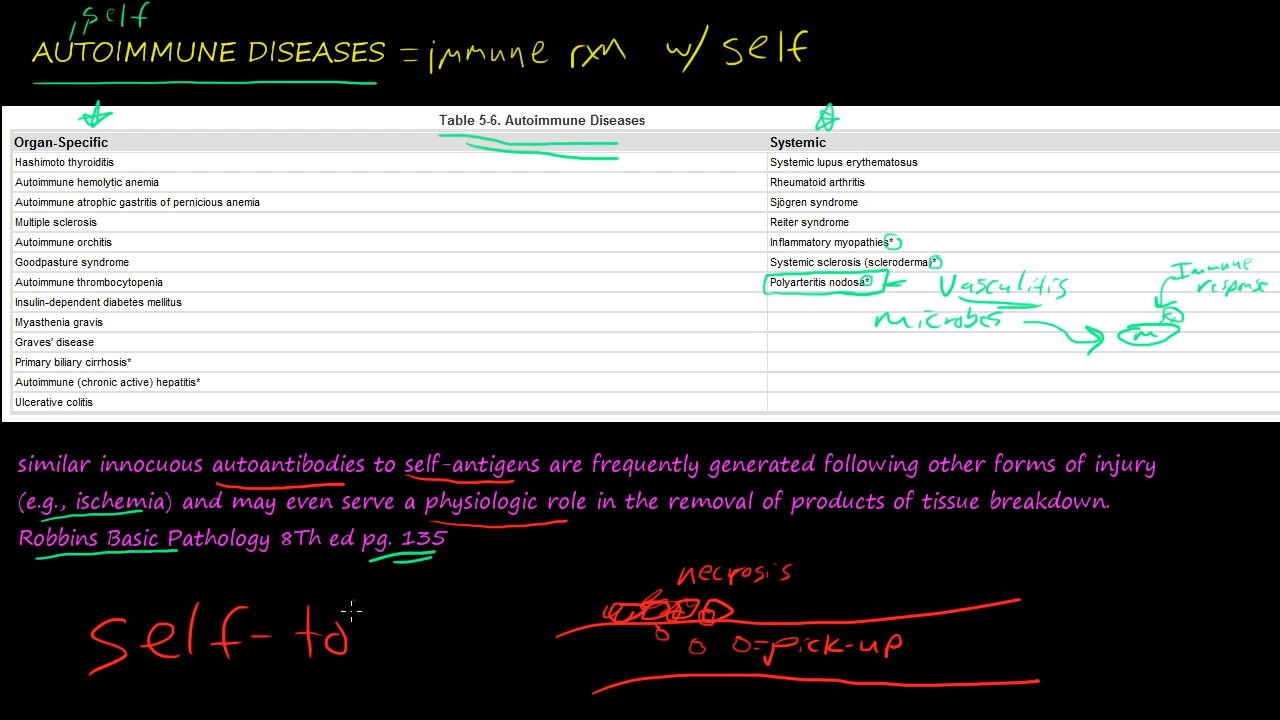 self
AUTOIMMUNE DISEASES = immune rxn w/ self
Table 5-6. Autoimmune Diseases
Organ-Specific Systemic
Hashimoto thyroiditis Systemic lupus erythematosus
Autoimmune hemolytic anemia Rheumatoid arthritis
Autoimmune atrophic gastritis of pernicious anemia Sjögren syndrome
Multiple sclerosis Reiter syndrome
Autoimmune orchitis Inflammatory myopathies*
Goodpasture syndrome Systemic sclerosis (scleroderma)*
Autoimmune thrombocytopenia Polyarteritis nodosa* Vasculitis Immune
response
Insulin-dependent diabetes mellitus
Myasthenia gravis microbes m
Graves' disease
Primary biliary cirrhosis*
Autoimmune (chronic active) hepatitis*
Ulcerative colitis
similar innocuous autoantibodies to self-antigens are frequently generated following other forms of injury
(e.g., ischemia) and may even serve a physiologic role in the removal of products of tissue breakdown.
Robbins Basic Pathology 8Th ed pg. 135
necrosis
self-to
o=pick-up